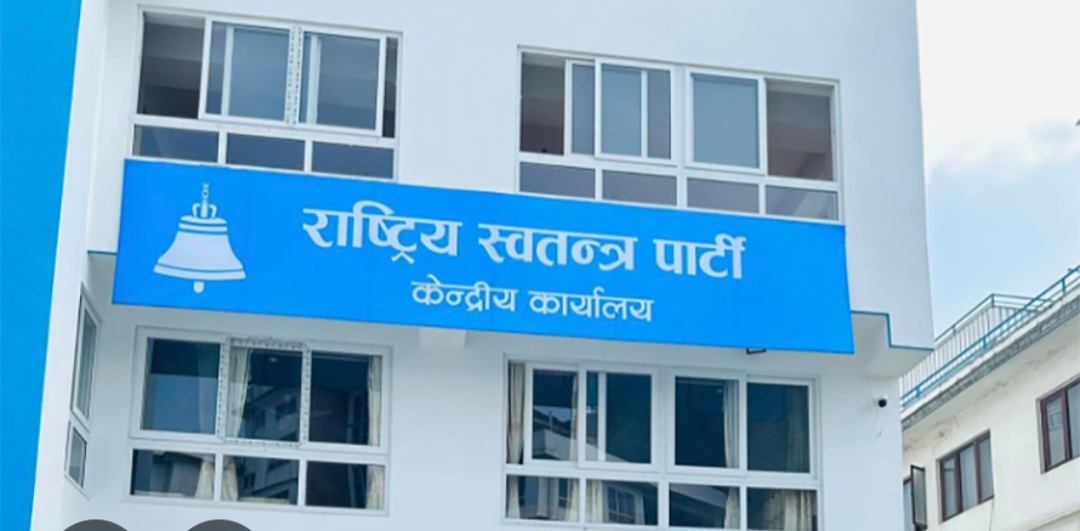 राष्ट्रिय स्वतन्त्र पार्टी
केन्द्रीय कार्यालय